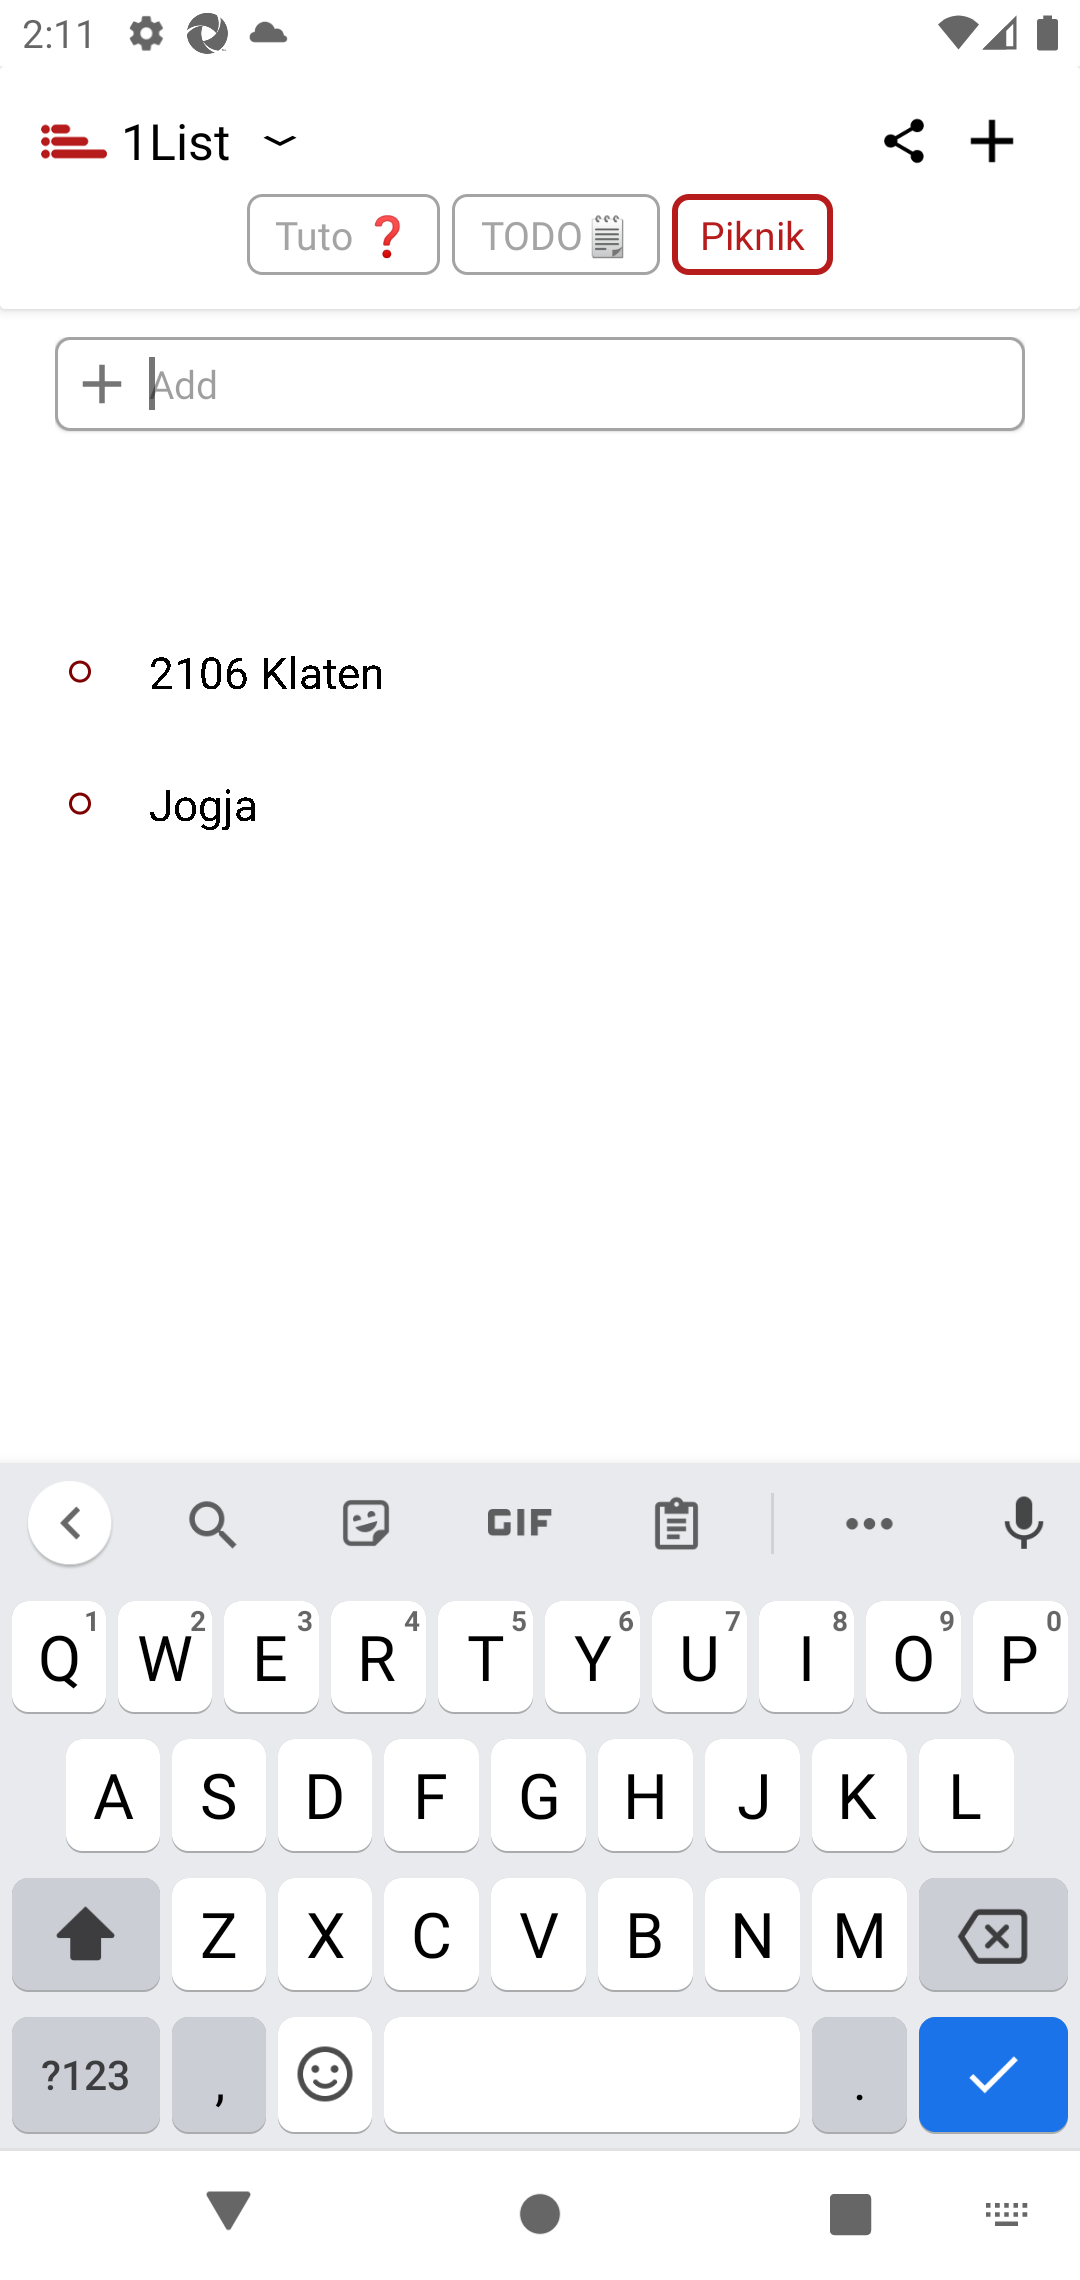 2:11
1List
Tuto ❓ TODO🗒 Piknik
Add
2106 Klaten
Jogja
GIF
Q1 W2 E3 R4 T5 Y6 U7 I8 O9 P0
A S D F G H J K L
Z X C V B N M
?123 , .